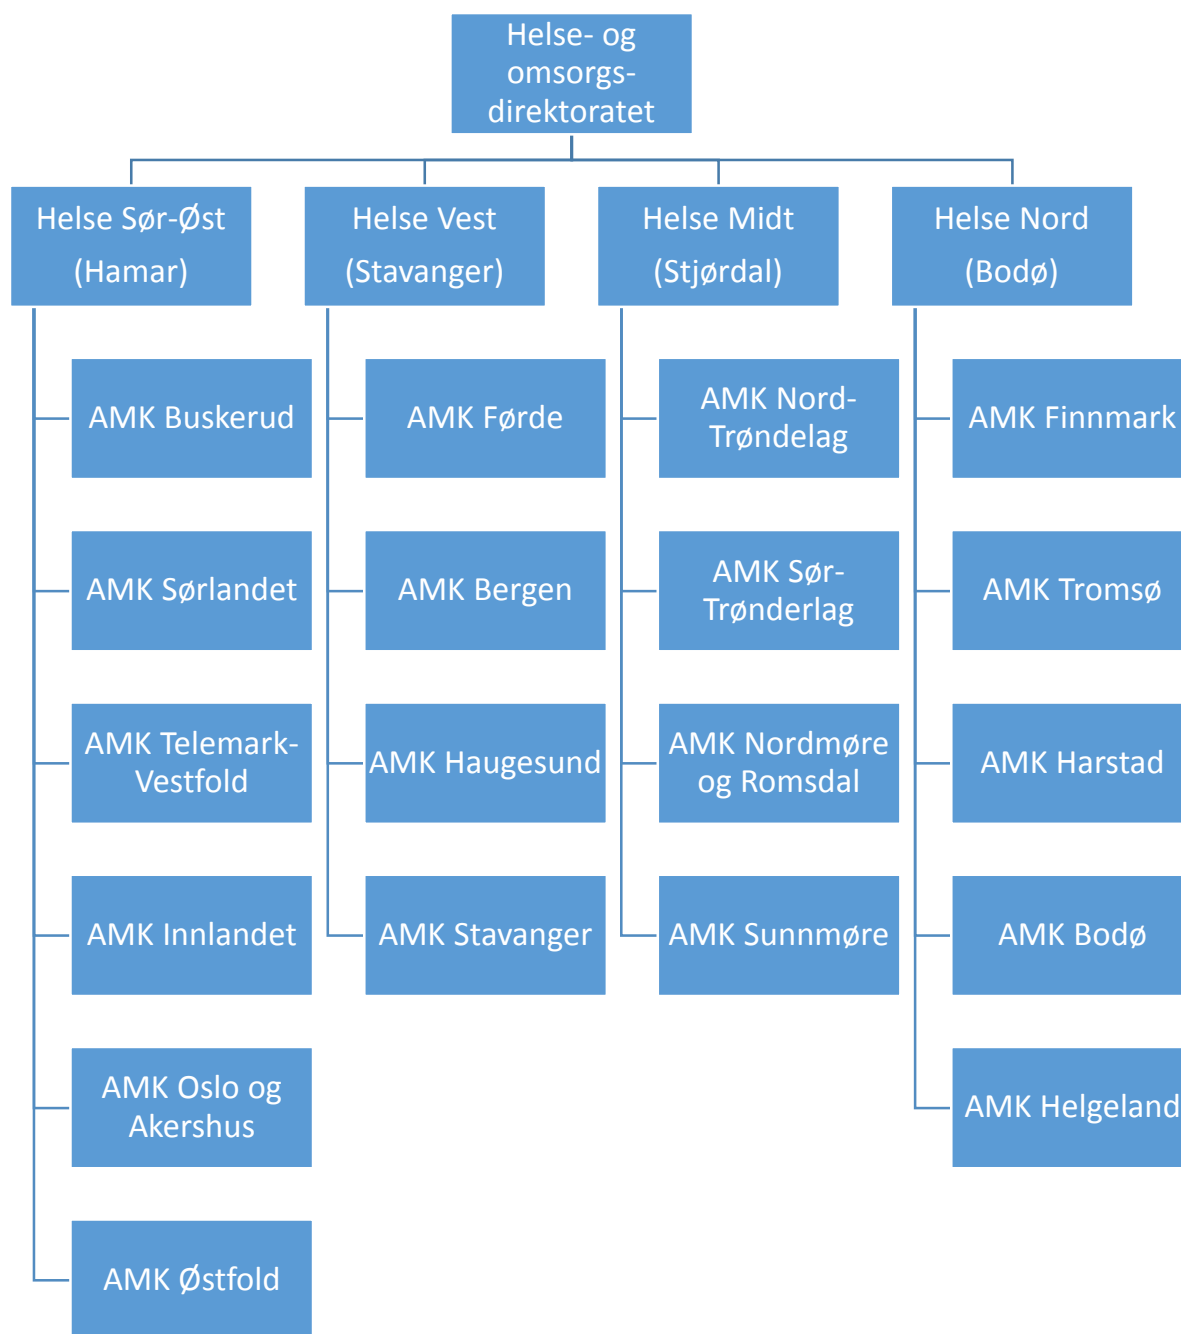 Helse- og
omsorgs-
direktoratet
Helse Sør-Øst
(Hamar)
Helse Vest
(Stavanger)
Helse Midt
(Stjørdal)
Helse Nord
(Bodø)
AMK Buskerud
AMK Sørlandet
AMK Telemark-
Vestfold
AMK Innlandet
AMK Oslo og
Akershus
AMK Østfold
AMK Førde
AMK Bergen
AMK Haugesund
AMK Stavanger
AMK Nord-
Trøndelag
AMK Sør-
Trønderlag
AMK Nordmøre
og Romsdal
AMK Sunnmøre
AMK Finnmark
AMK Tromsø
AMK Harstad
AMK Bodø
AMK Helgeland